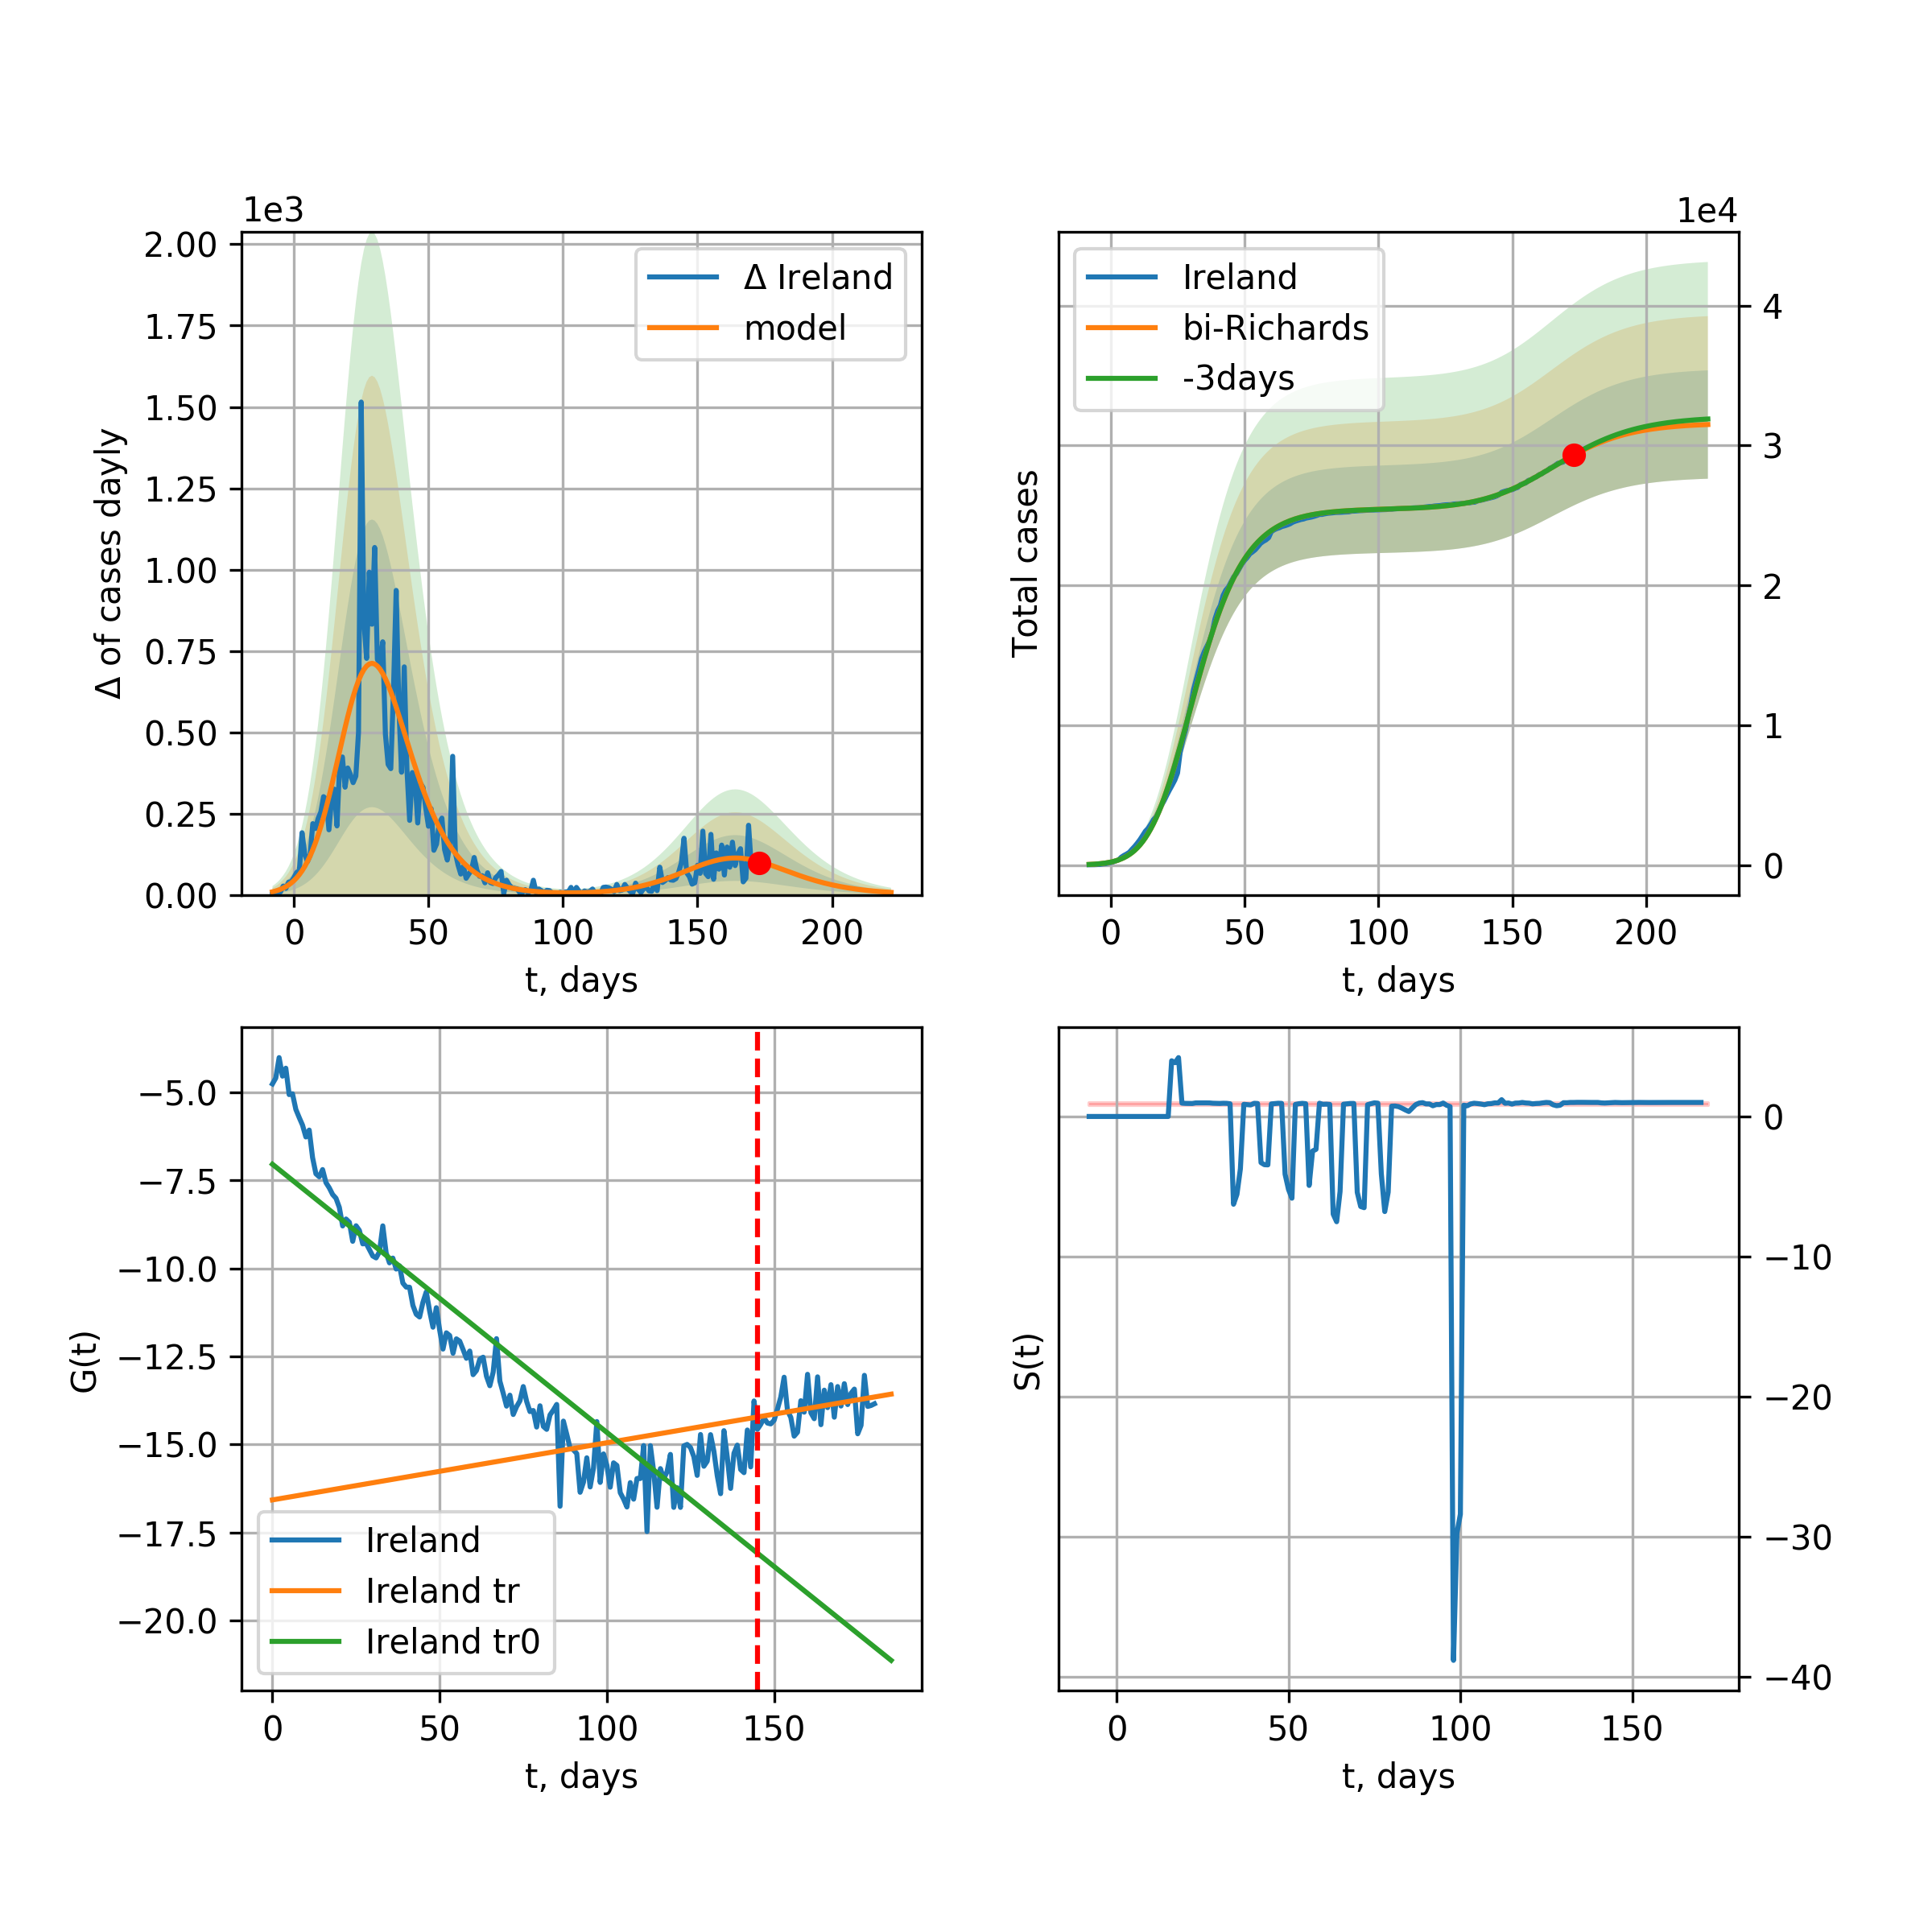 1e3
2.00
1.75
1.50
1.25
1.00
0.75
0.50
0.25
0.00
Δ of cases dayly
Δ Ireland
model
0 50 100 150 200
t, days
1e4
Total cases
Ireland
bi-Richards
-3days
4
3
2
1
0
0 50 100 150 200
t, days
−5.0
−7.5
−10.0
−12.5
−15.0
−17.5
−20.0
G(t)
Ireland
Ireland tr
Ireland tr0
0 50 100 150
t, days
S(t)
0
−10
−20
−30
−40
0 50 100 150
t, days